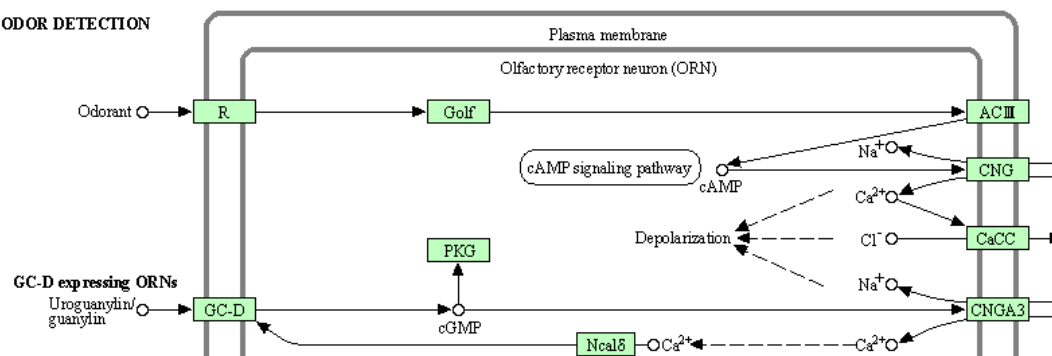 ODOR DETECTION
Plasma membrane
Olfactory receptor neuron (ORN)
Odorant
R
Golf
ACIII
Na+
cAMP signaling pathway
cAMP
CNG
Ca2+
Depolarization
Cl-
CaCC
PKG
GC-D expressing ORNs
Na+
Uroguanylin/
guanylin
GC-D
cGMP
CNGA3
Ncalδ
Ca2+
Ca2+